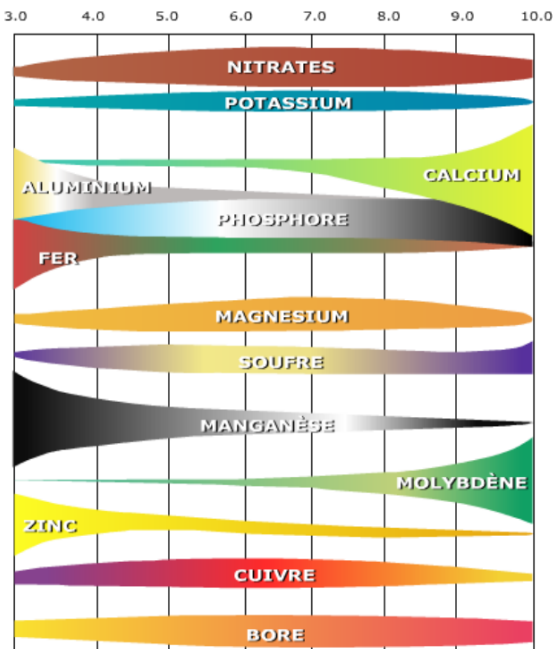 3.0 4.0 5.0 6.0 7.0 8.0 9.0 10.0
NITRATES
POTASSIUM
CALCIUM
ALUMINIUM
PHOSPHORE
FER
MAGNESIUM
SOUFRE
MANGANÈSE
MOLYBDÈNE
ZINC
CUIVRE
BORE